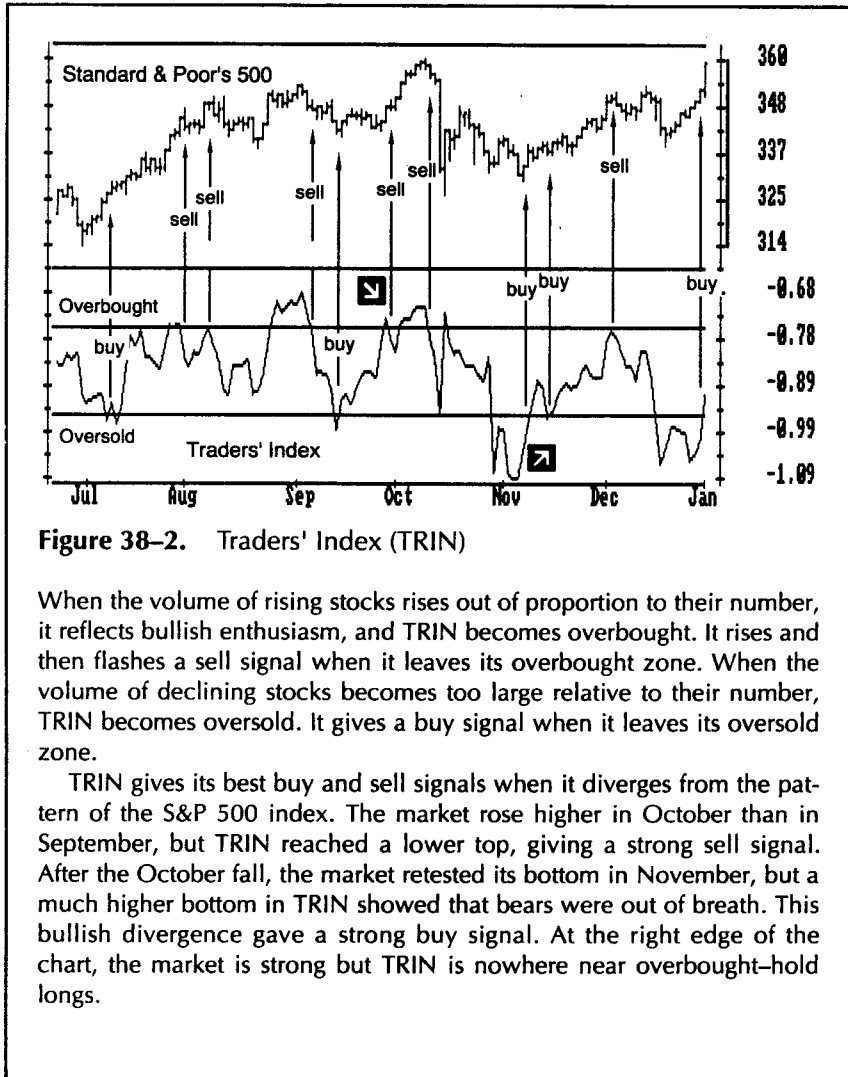 Standard & Poor's 500
360
348
337
325
314
sell
sell
sell
sell
sell
sell
buy
buy
buy
buy
buy
Overbought
Oversold
Traders' Index
-0.68
-0.78
-0.89
-0.99
-1.09
Jul Aug Sep Oct Nov Dec Jan
Figure 38–2. Traders' Index (TRIN)
When the volume of rising stocks rises out of proportion to their number,
it reflects bullish enthusiasm, and TRIN becomes overbought. It rises and
then flashes a sell signal when it leaves its overbought zone. When the
volume of declining stocks becomes too large relative to their number,
TRIN becomes oversold. It gives a buy signal when it leaves its oversold
zone.
TRIN gives its best buy and sell signals when it diverges from the pat-
tern of the S&P 500 index. The market rose higher in October than in
September, but TRIN reached a lower top, giving a strong sell signal.
After the October fall, the market retested its bottom in November, but a
much higher bottom in TRIN showed that bears were out of breath. This
bullish divergence gave a strong buy signal. At the right edge of the
chart, the market is strong but TRIN is nowhere near overbought–hold
longs.